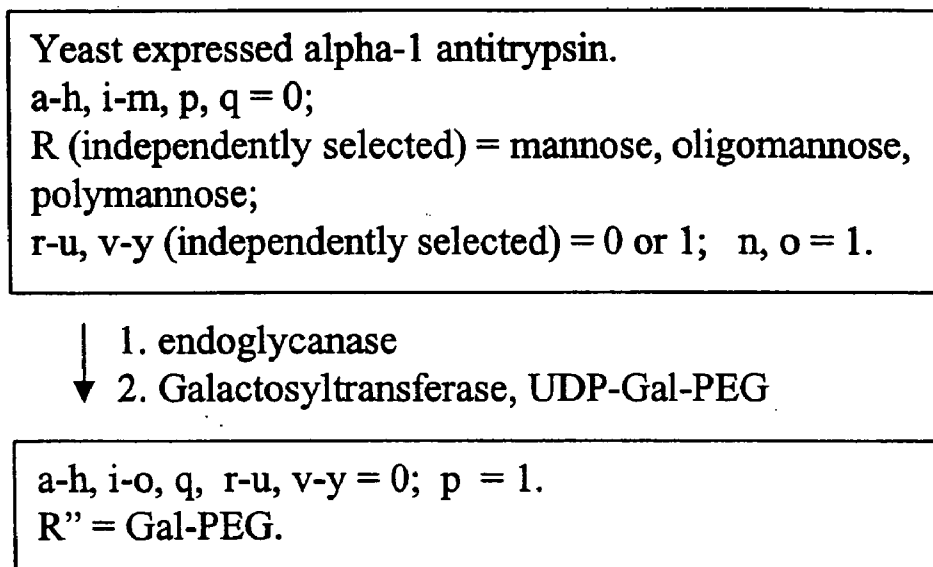 Yeast expressed alpha-1 antitrypsin.
a-h, i-m, p, q = 0;
R (independently selected) = mannose, oligomannose,
polymannose;
r-u, v-y (independently selected) = 0 or 1;   n, o = 1.
1. endoglycanase
2. Galactosyltransferase, UDP-Gal-PEG
a-h, i-o, q,  r-u, v-y = 0;  p  = 1.
R” = Gal-PEG.